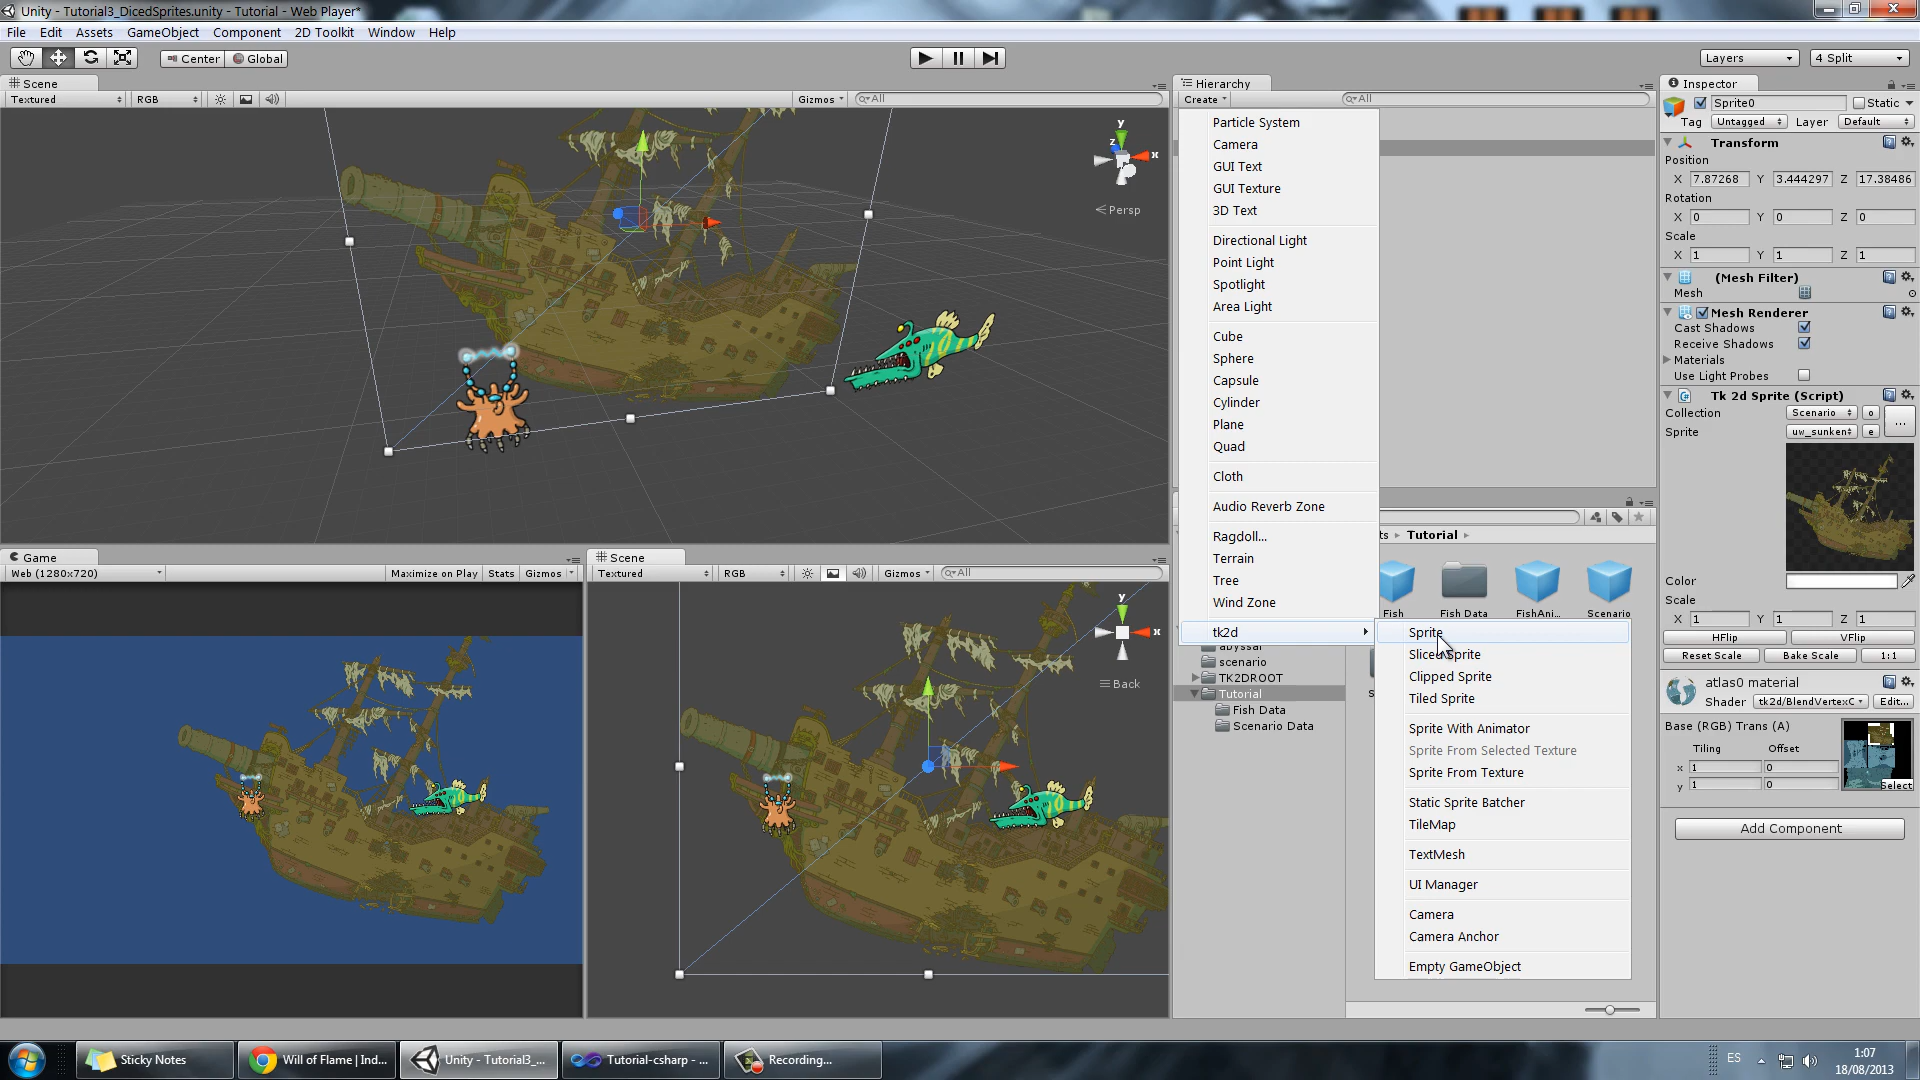 Unity - Tutorial3_DicedSprites.unity - Tutorial - Web Player*
File Edit Assets GameObject Component 2D Toolkit Window Help
Center Global Layers 4 Split
Scene
Textured RGB Gizmos All
y
z
x
Persp
Hierarchy
Create All
Particle System
Camera
GUI Text
GUI Texture
3D Text
Directional Light
Point Light
Spotlight
Area Light
Cube
Sphere
Capsule
Cylinder
Plane
Quad
Cloth
Audio Reverb Zone
Ragdoll...
Terrain
Tree
Wind Zone
tk2d
Sprite
Sliced Sprite
Clipped Sprite
Tiled Sprite
Sprite With Animator
Sprite From Selected Texture
Sprite From Texture
Static Sprite Batcher
TileMap
TextMesh
UI Manager
Camera
Camera Anchor
Empty GameObject
ts Tutorial
Fish Fish Data FishAni... Scenario
abyssal
scenario
TK2DROOT
Tutorial
Fish Data
Scenario Data
Inspector
Sprite0 Static
Tag Untagged Layer Default
Transform
Position
X 7.87268 Y 3.444297 Z 17.38486
Rotation
X 0 Y 0 Z 0
Scale
X 1 Y 1 Z 1
(Mesh Filter)
Mesh
Mesh Renderer
Cast Shadows
Receive Shadows
Materials
Use Light Probes
Tk 2d Sprite (Script)
Collection Scenario o ...
Sprite uw_sunken e
Color
Scale
X 1 Y 1 Z 1
HFlip VFlip
Reset Scale Bake Scale 1:1
atlas0 material
Shader tk2d/BlendVertexC Edit...
Base (RGB) Trans (A)
Tiling Offset
x 1 0
y 1 0
Select
Add Component
Game
Web (1280x720) Maximize on Play Stats Gizmos
Scene
Textured RGB Gizmos All
y
x
Back
Sticky Notes
Will of Flame | Ind...
Unity - Tutorial3_...
Tutorial-csharp - ...
Recording...
ES
1:07
18/08/2013